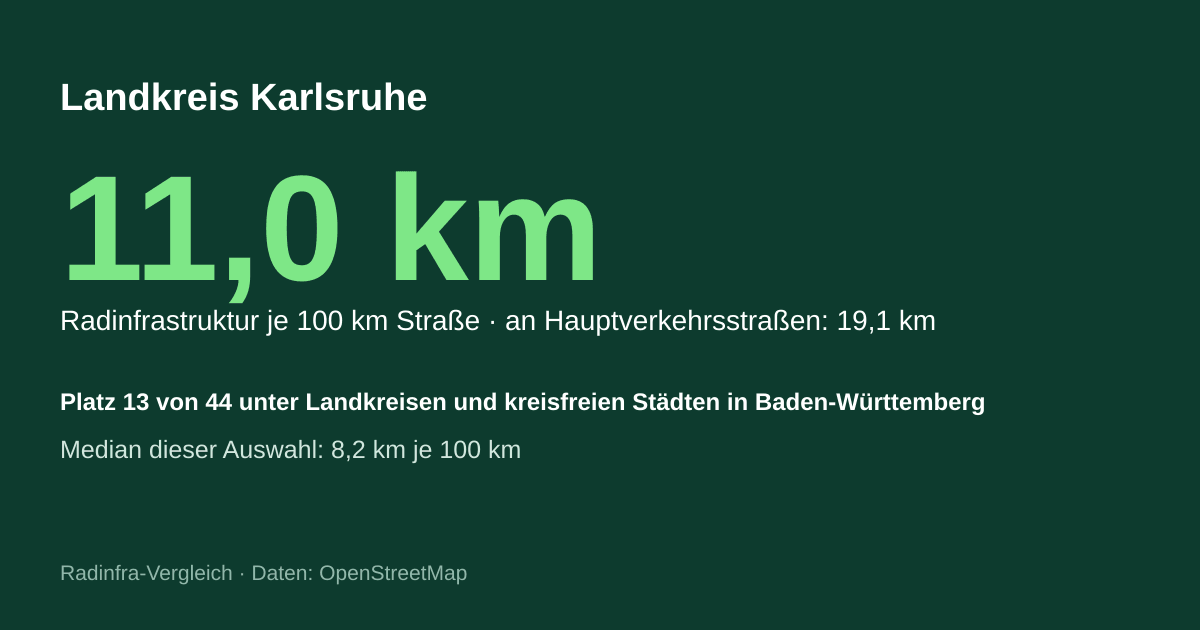 Landkreis Karlsruhe
11,0 km
Radinfrastruktur je 100 km Straße · an Hauptverkehrsstraßen: 19,1 km
Platz 13 von 44 unter Landkreisen und kreisfreien Städten in Baden-Württemberg
Median dieser Auswahl: 8,2 km je 100 km
Radinfra-Vergleich · Daten: OpenStreetMap